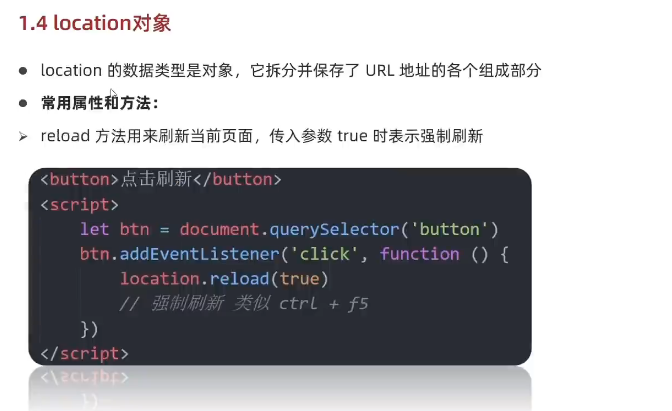 1.4 location对象
location 的数据类型是对象，它拆分并保存了 URL 地址的各个组成部分
常用属性和方法：
reload 方法用来刷新当前页面，传入参数 true 时表示强制刷新
<button>点击刷新</button>
<script>
let btn = document.querySelector('button')
btn.addEventListener('click', function () {
location.reload(true)
// 强制刷新 类似 ctrl + f5
})
</script>